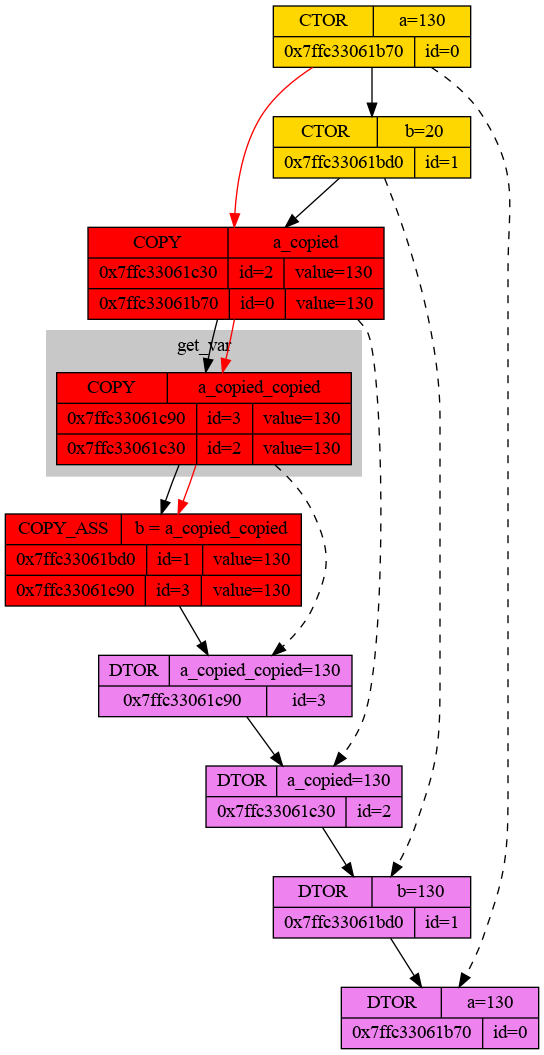 CTOR a=130
0x7ffc33061b70 id=0
CTOR b=20
0x7ffc33061bd0 id=1
COPY a_copied
0x7ffc33061c30 id=2 value=130
0x7ffc33061b70 id=0 value=130
get_var
COPY a_copied_copied
0x7ffc33061c90 id=3 value=130
0x7ffc33061c30 id=2 value=130
COPY_ASS b = a_copied_copied
0x7ffc33061bd0 id=1 value=130
0x7ffc33061c90 id=3 value=130
DTOR a_copied_copied=130
0x7ffc33061c90 id=3
DTOR a_copied=130
0x7ffc33061c30 id=2
DTOR b=130
0x7ffc33061bd0 id=1
DTOR a=130
0x7ffc33061b70 id=0